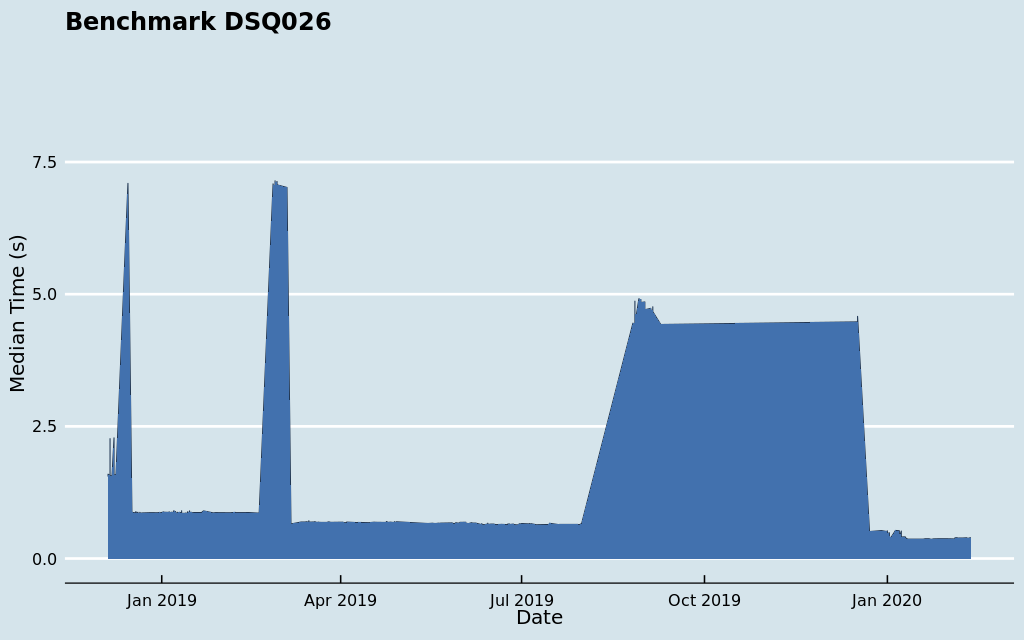 Benchmark DSQ026
Median Time (s)
7.5
5.0
2.5
0.0
Jan 2019
Apr 2019
Jul 2019
Oct 2019
Jan 2020
Date